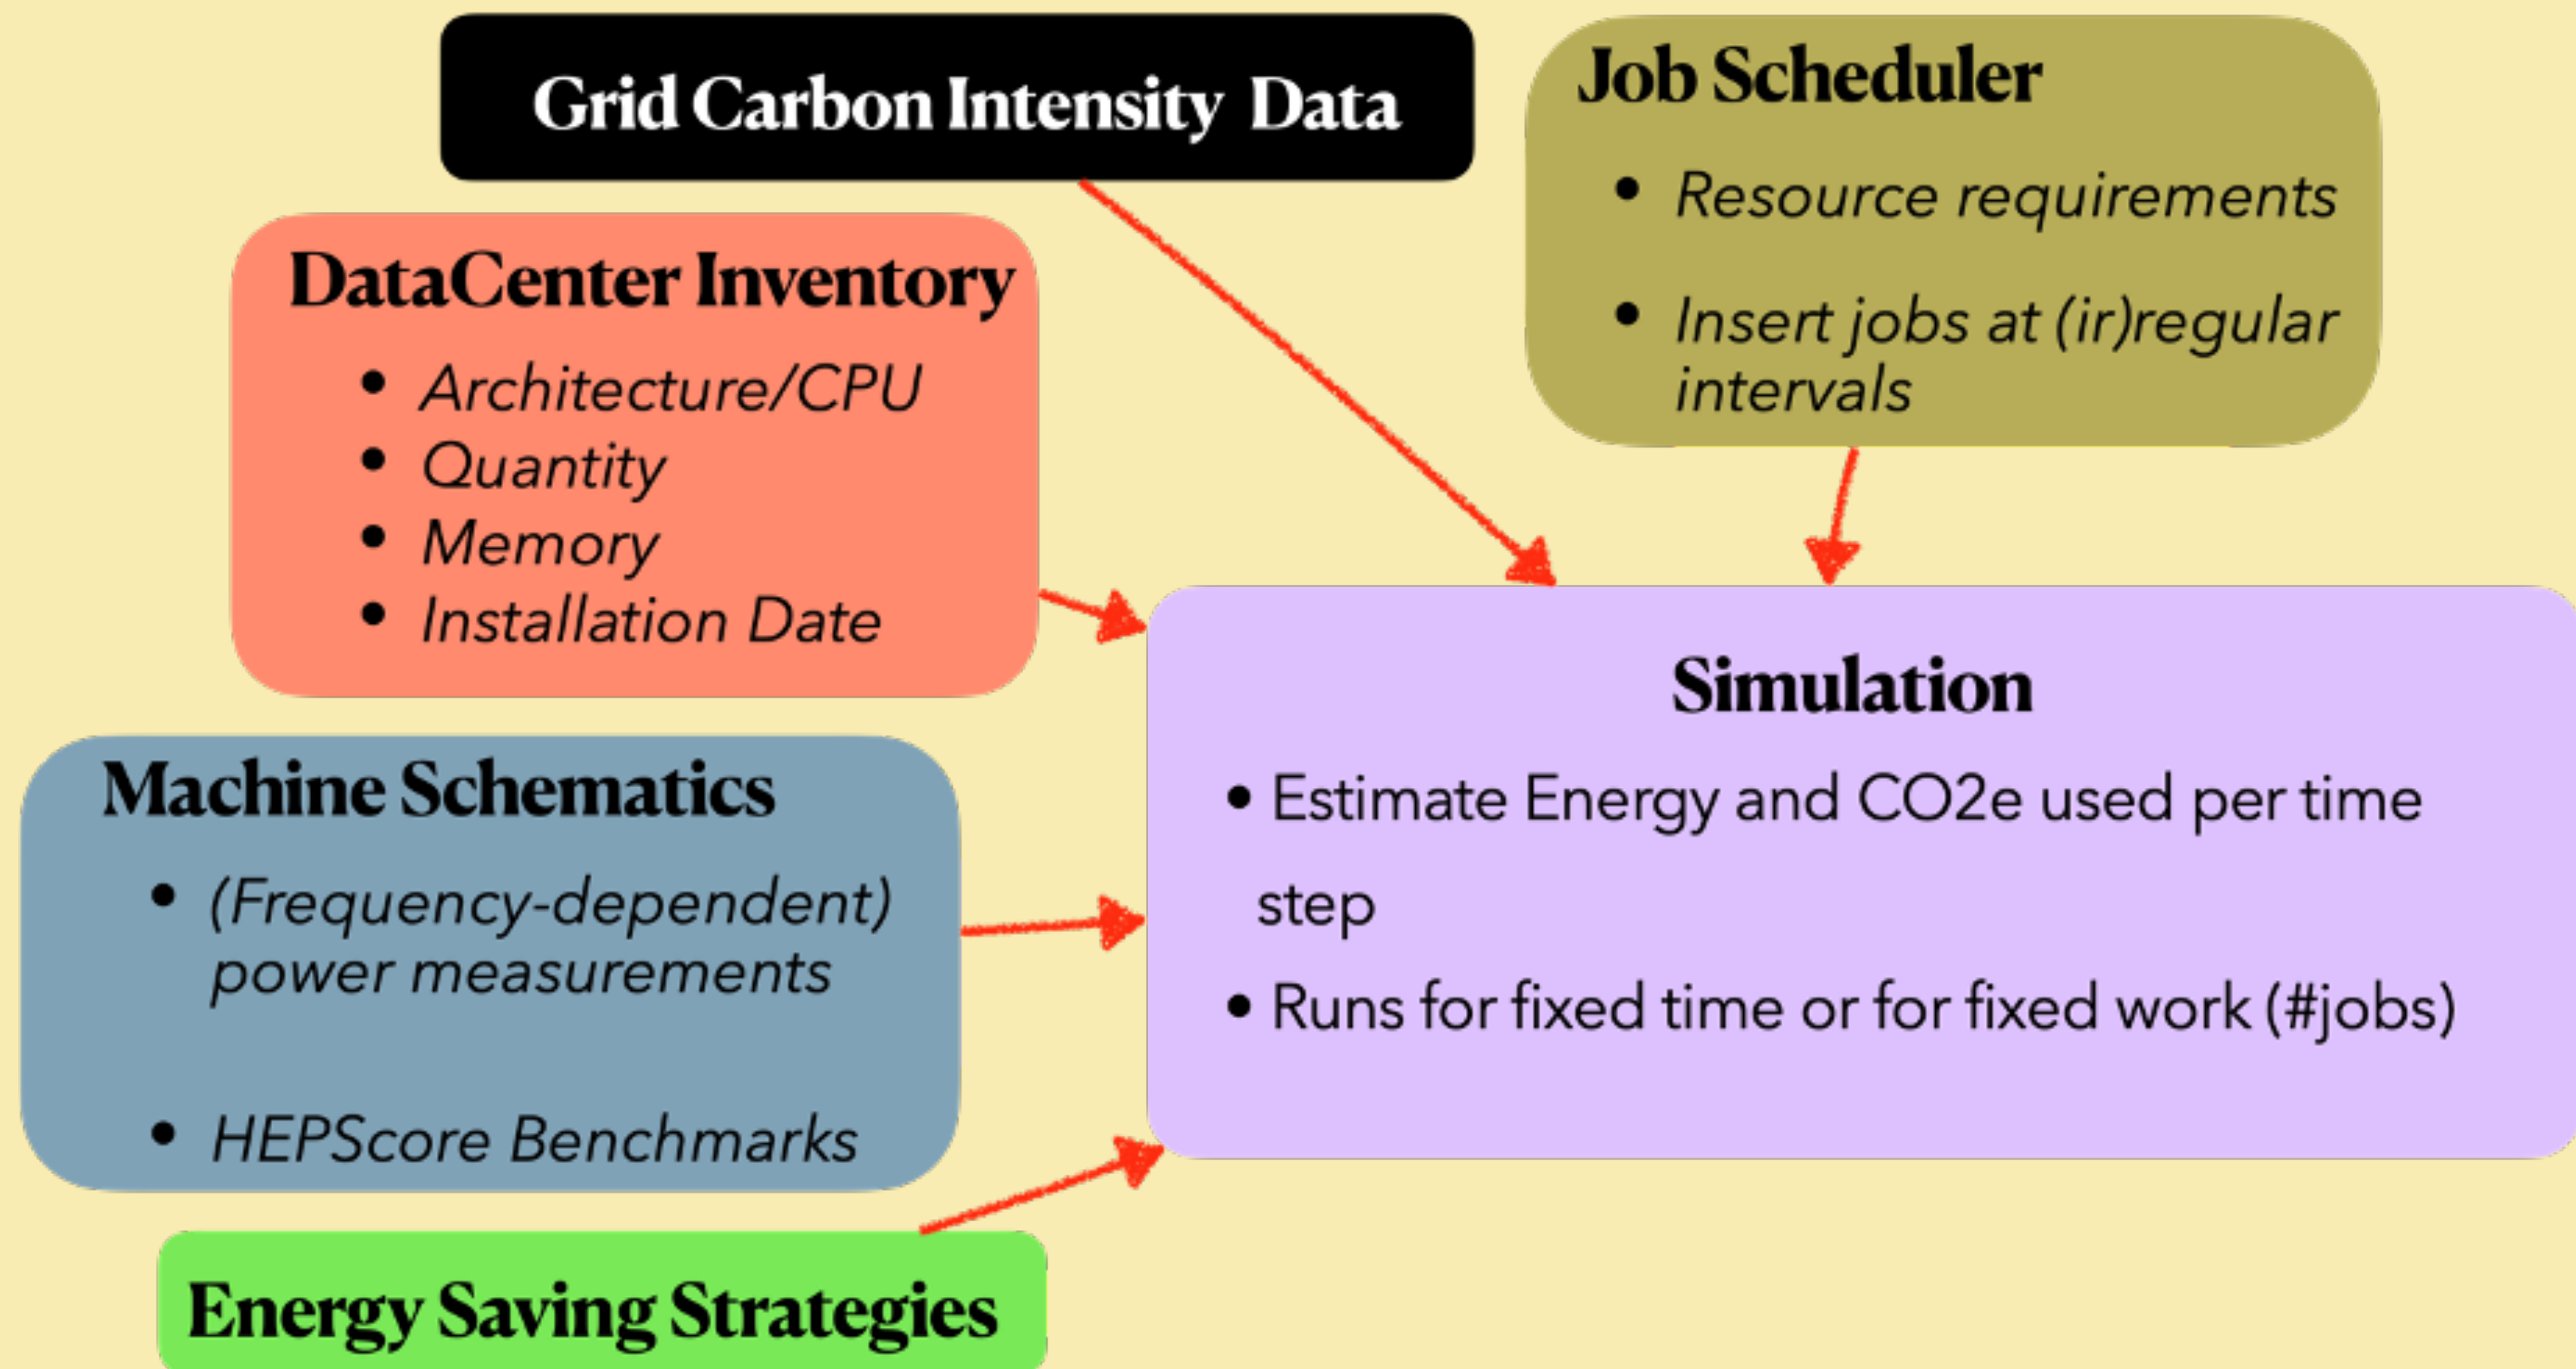 Grid Carbon Intensity Data
Job Scheduler
• Resource requirements
• Insert jobs at (ir)regular
intervals
DataCenter Inventory
• Architecture/CPU
• Quantity
• Memory
• Installation Date
Machine Schematics
• (Frequency-dependent)
power measurements
• HEPScore Benchmarks
Simulation
• Estimate Energy and CO2e used per time
step
• Runs for fixed time or for fixed work (#jobs)
Energy Saving Strategies